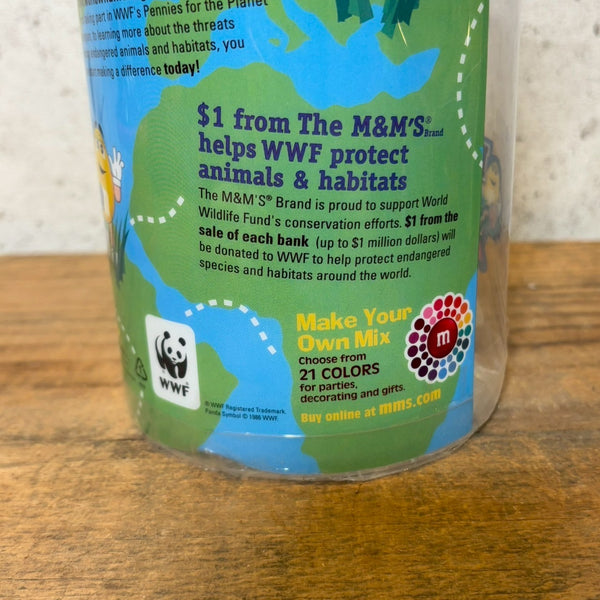 taking part in WWF's Pennies for the Planet
to learning more about the threats
endangered animals and habitats, you
making a difference today!
$1 from The M&M'S® Brand
helps WWF protect
animals & habitats
The M&M'S® Brand is proud to support World
Wildlife Fund's conservation efforts. $1 from the
sale of each bank (up to $1 million dollars) will
be donated to WWF to help protect endangered
species and habitats around the world.
Make Your
Own Mix
Choose from
21 COLORS
for parties,
decorating and gifts.
Buy online at mms.com
m
WWF
® WWF Registered Trademark.
Panda Symbol © 1986 WWF